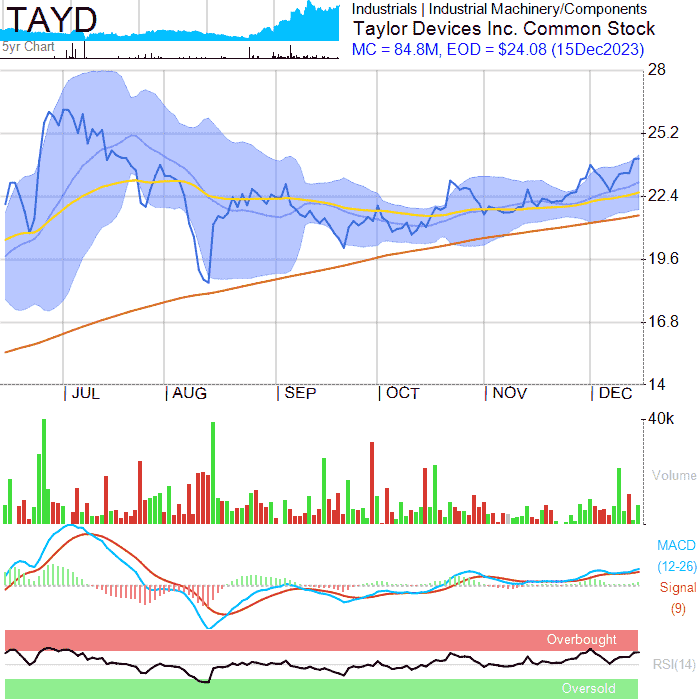 TAYD
5yr Chart
Industrials | Industrial Machinery/Components
Taylor Devices Inc. Common Stock
MC = 84.8M, EOD = $24.08 (15Dec2023)
28
25.2
22.4
19.6
16.8
14
JUL AUG SEP OCT NOV DEC
40k
Volume
MACD
(12-26)
Signal
(9)
Overbought
RSI(14)
Oversold